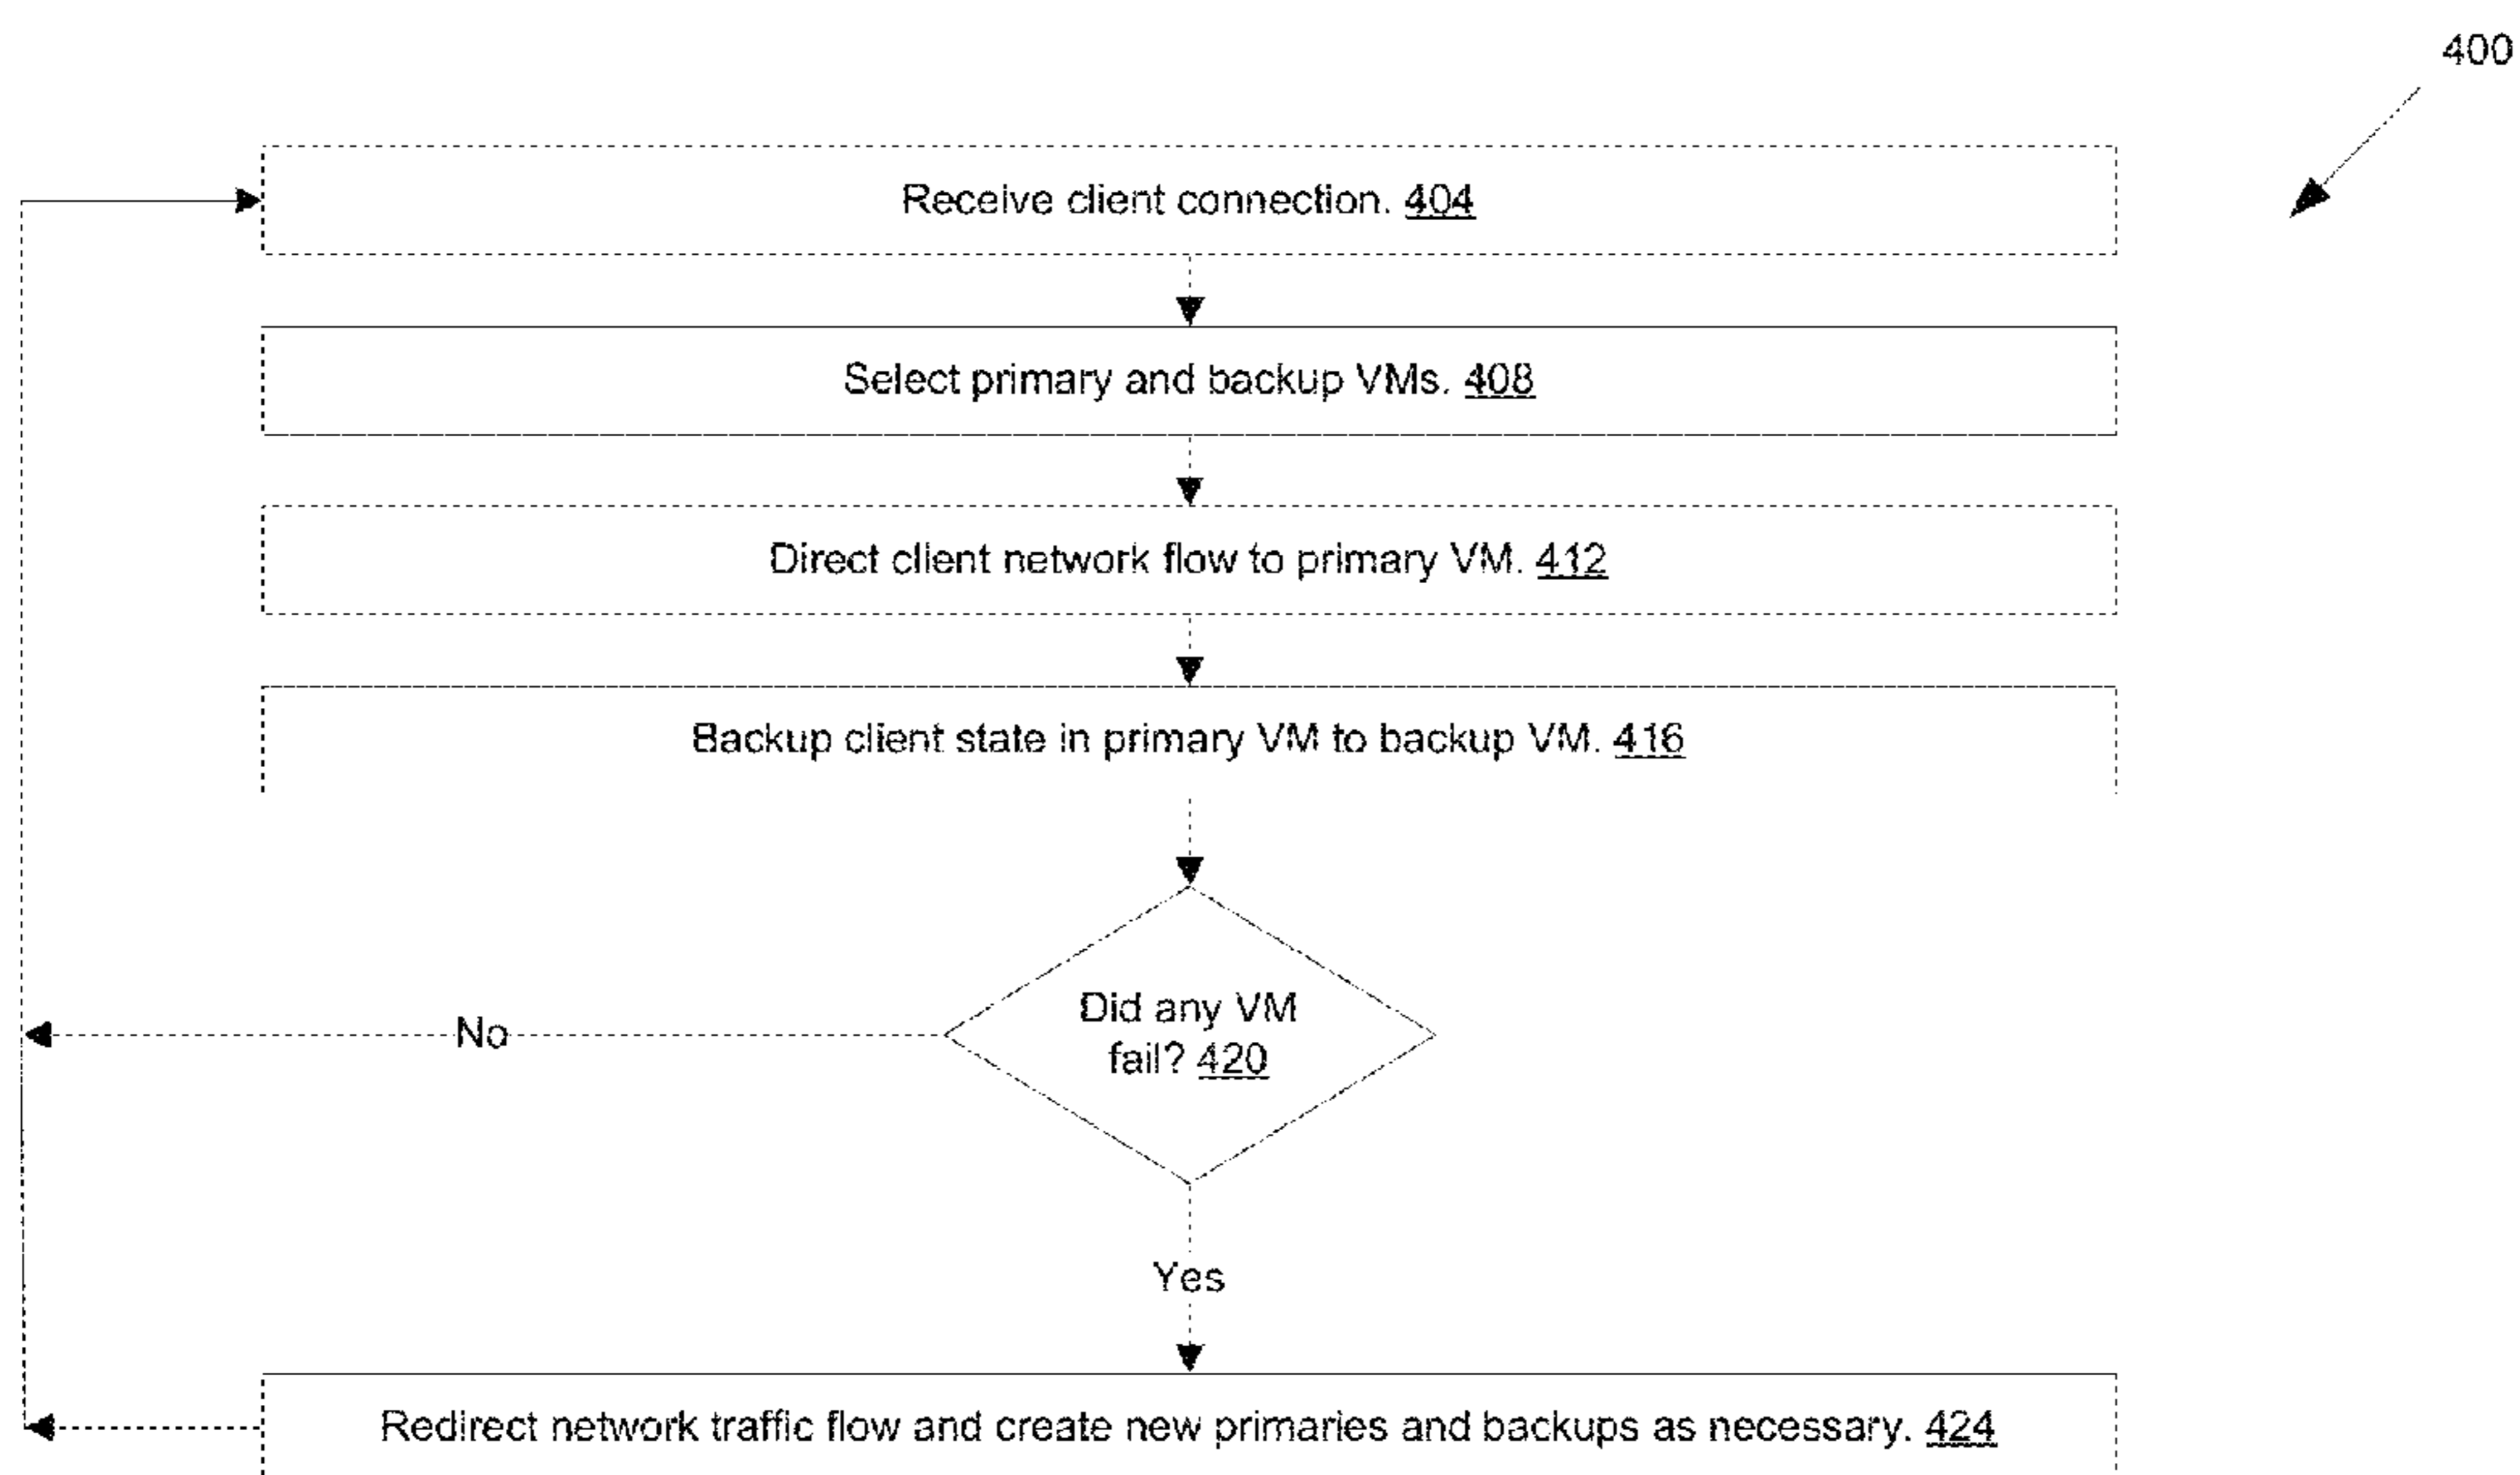 400
Receive client connection. 404
Select primary and backup VMs. 408
Direct client network flow to primary VM. 412
Backup client state in primary VM to backup VM. 416
Did any VM
fail? 420
No
Yes
Redirect network traffic flow and create new primaries and backups as necessary. 424